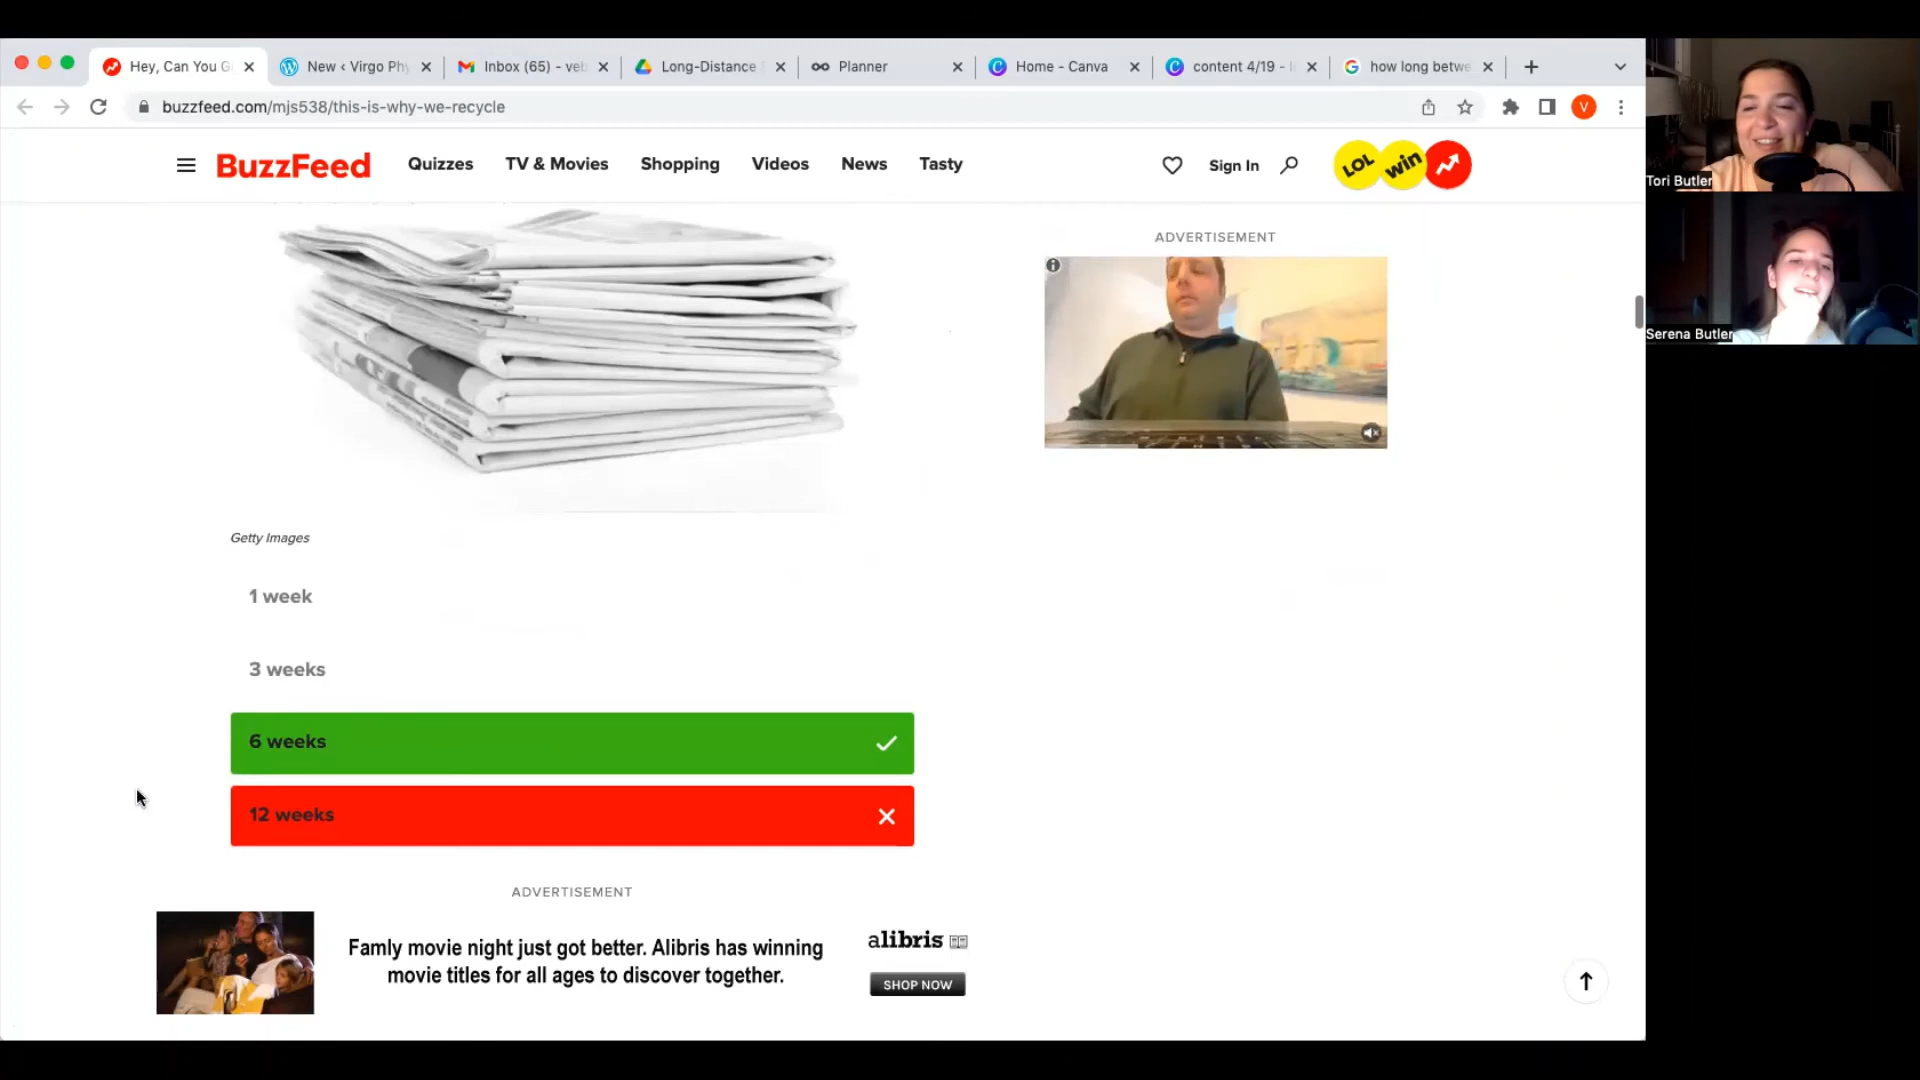 Hey, Can You G
New ‹ Virgo Phy
Inbox (65) - veb
Long-Distance
Planner
Home - Canva
content 4/19 -
how long betwe
buzzfeed.com/mjs538/this-is-why-we-recycle
V
BuzzFeed
Quizzes
TV & Movies
Shopping
Videos
News
Tasty
Sign In
LOL
win
Tori Butler
Serena Butler
ADVERTISEMENT
Getty Images
1 week
3 weeks
6 weeks
12 weeks
ADVERTISEMENT
Famly movie night just got better. Alibris has winning
movie titles for all ages to discover together.
alibris
SHOP NOW